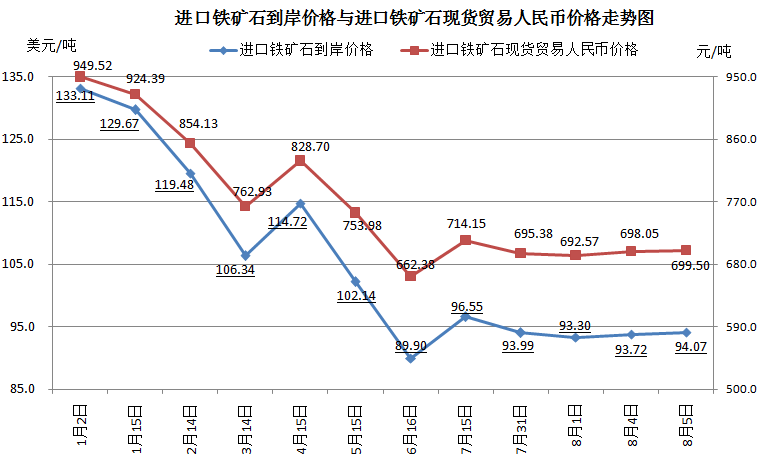 进口铁矿石到岸价格与进口铁矿石现货贸易人民币价格走势图
美元/吨
进口铁矿石到岸价格
进口铁矿石现货贸易人民币价格
元/吨
135.0
125.0
115.0
105.0
95.0
85.0
950.0
860.0
770.0
680.0
590.0
500.0
949.52
924.39
854.13
762.93
828.70
753.98
662.38
714.15
695.38
692.57
698.05
699.50
133.11
129.67
119.48
106.34
114.72
102.14
89.90
96.55
93.99
93.30
93.72
94.07
1月2日
1月15日
2月14日
3月14日
4月15日
5月15日
6月16日
7月15日
7月31日
8月1日
8月4日
8月5日